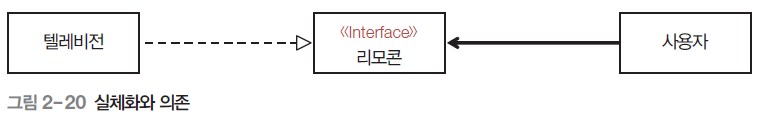 텔레비전
《Interface》
리모콘
사용자
그림 2-20 실체화와 의존